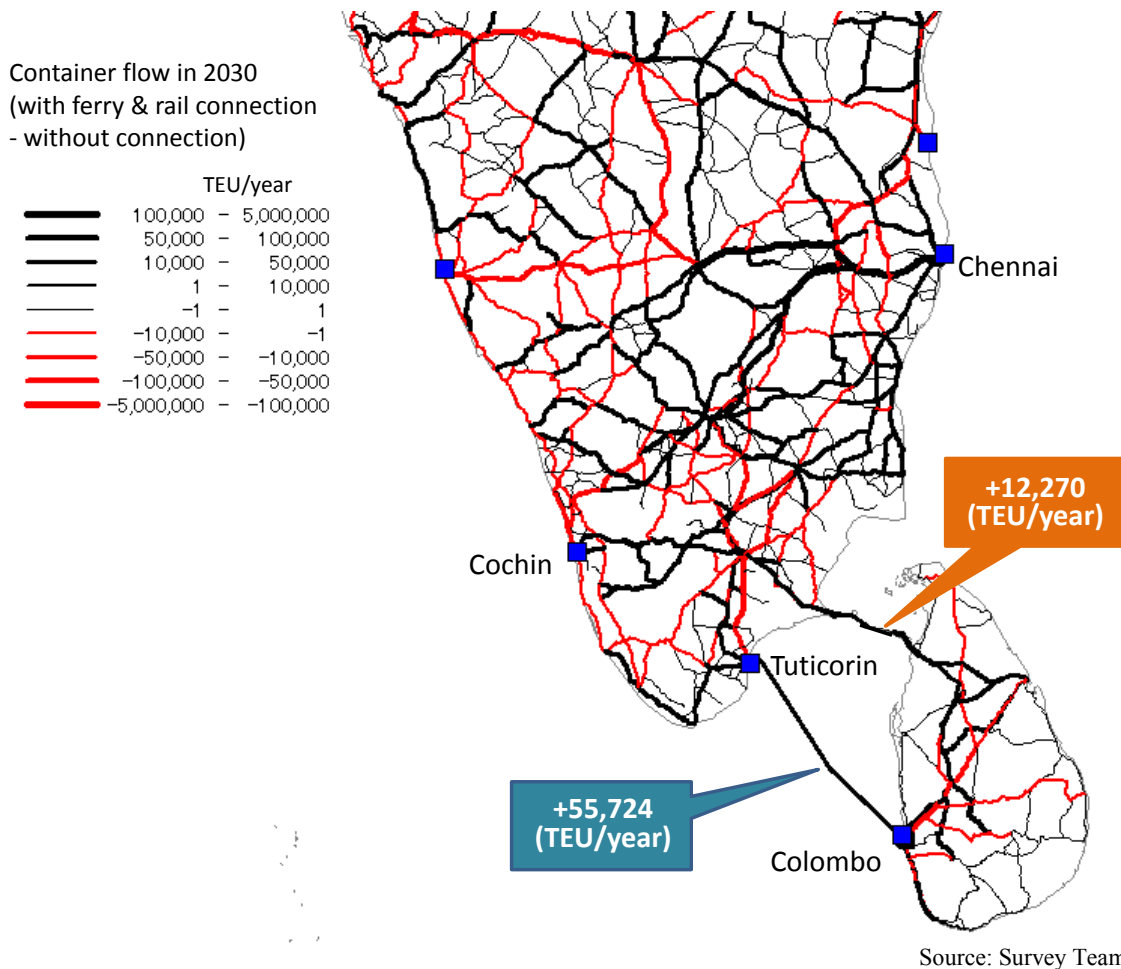 Container flow in 2030
(with ferry & rail connection
- without connection)
TEU/year
100,000 – 5,000,000
50,000 – 100,000
10,000 – 50,000
1 – 10,000
−1 – 1
−10,000 – −1
−50,000 – −10,000
−100,000 – −50,000
−5,000,000 – −100,000
Chennai
+12,270
(TEU/year)
Cochin
Tuticorin
+55,724
(TEU/year)
Colombo
Source: Survey Team